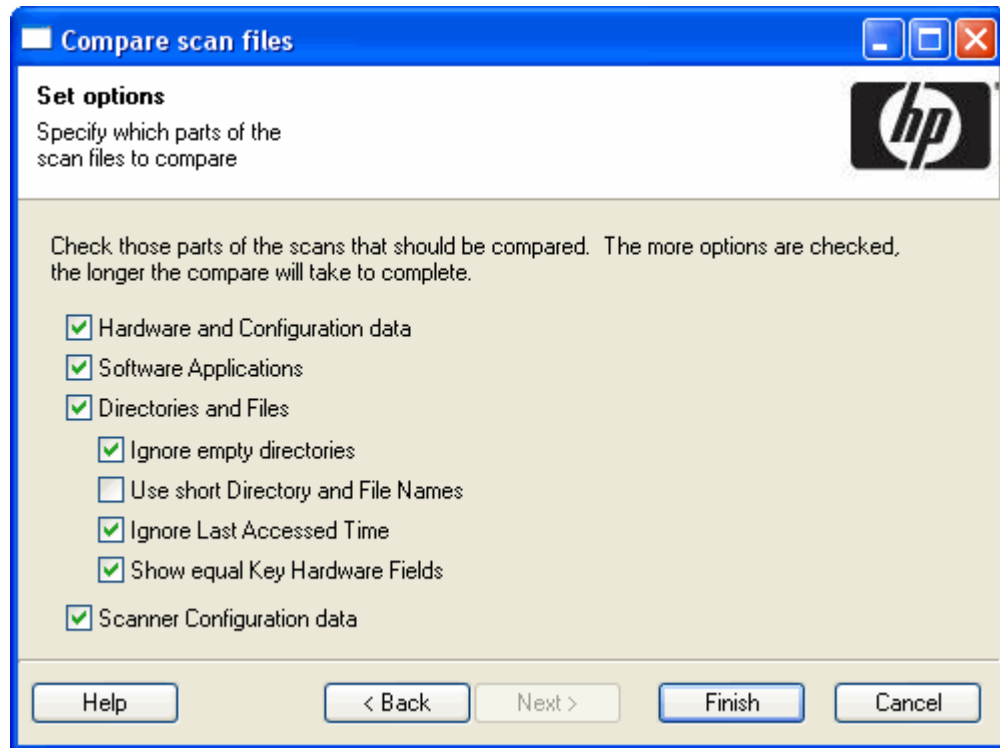 Compare scan files
Set options
Specify which parts of the
scan files to compare
hp
Check those parts of the scans that should be compared. The more options are checked,
the longer the compare will take to complete.
Hardware and Configuration data
Software Applications
Directories and Files
Ignore empty directories
Use short Directory and File Names
Ignore Last Accessed Time
Show equal Key Hardware Fields
Scanner Configuration data
Help
< Back
Next >
Finish
Cancel